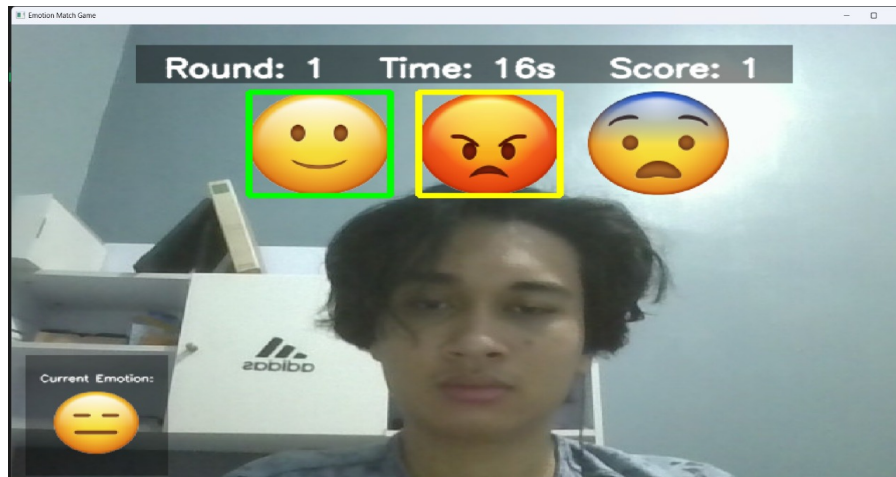 Emotion Match Game
Round: 1 Time: 16s Score: 1
adidas
Current Emotion: